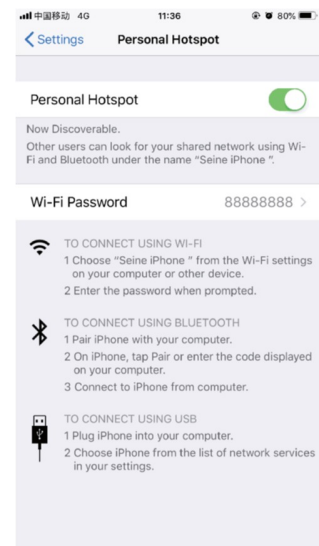 中国移动 4G 11:36 80%
Settings Personal Hotspot
Personal Hotspot
Now Discoverable.
Other users can look for your shared network using Wi-
Fi and Bluetooth under the name “Seine iPhone ”.
Wi-Fi Password 88888888
TO CONNECT USING WI-FI
1 Choose “Seine iPhone ” from the Wi-Fi settings
on your computer or other device.
2 Enter the password when prompted.
TO CONNECT USING BLUETOOTH
1 Pair iPhone with your computer.
2 On iPhone, tap Pair or enter the code displayed
on your computer.
3 Connect to iPhone from computer.
TO CONNECT USING USB
1 Plug iPhone into your computer.
2 Choose iPhone from the list of network services
in your settings.